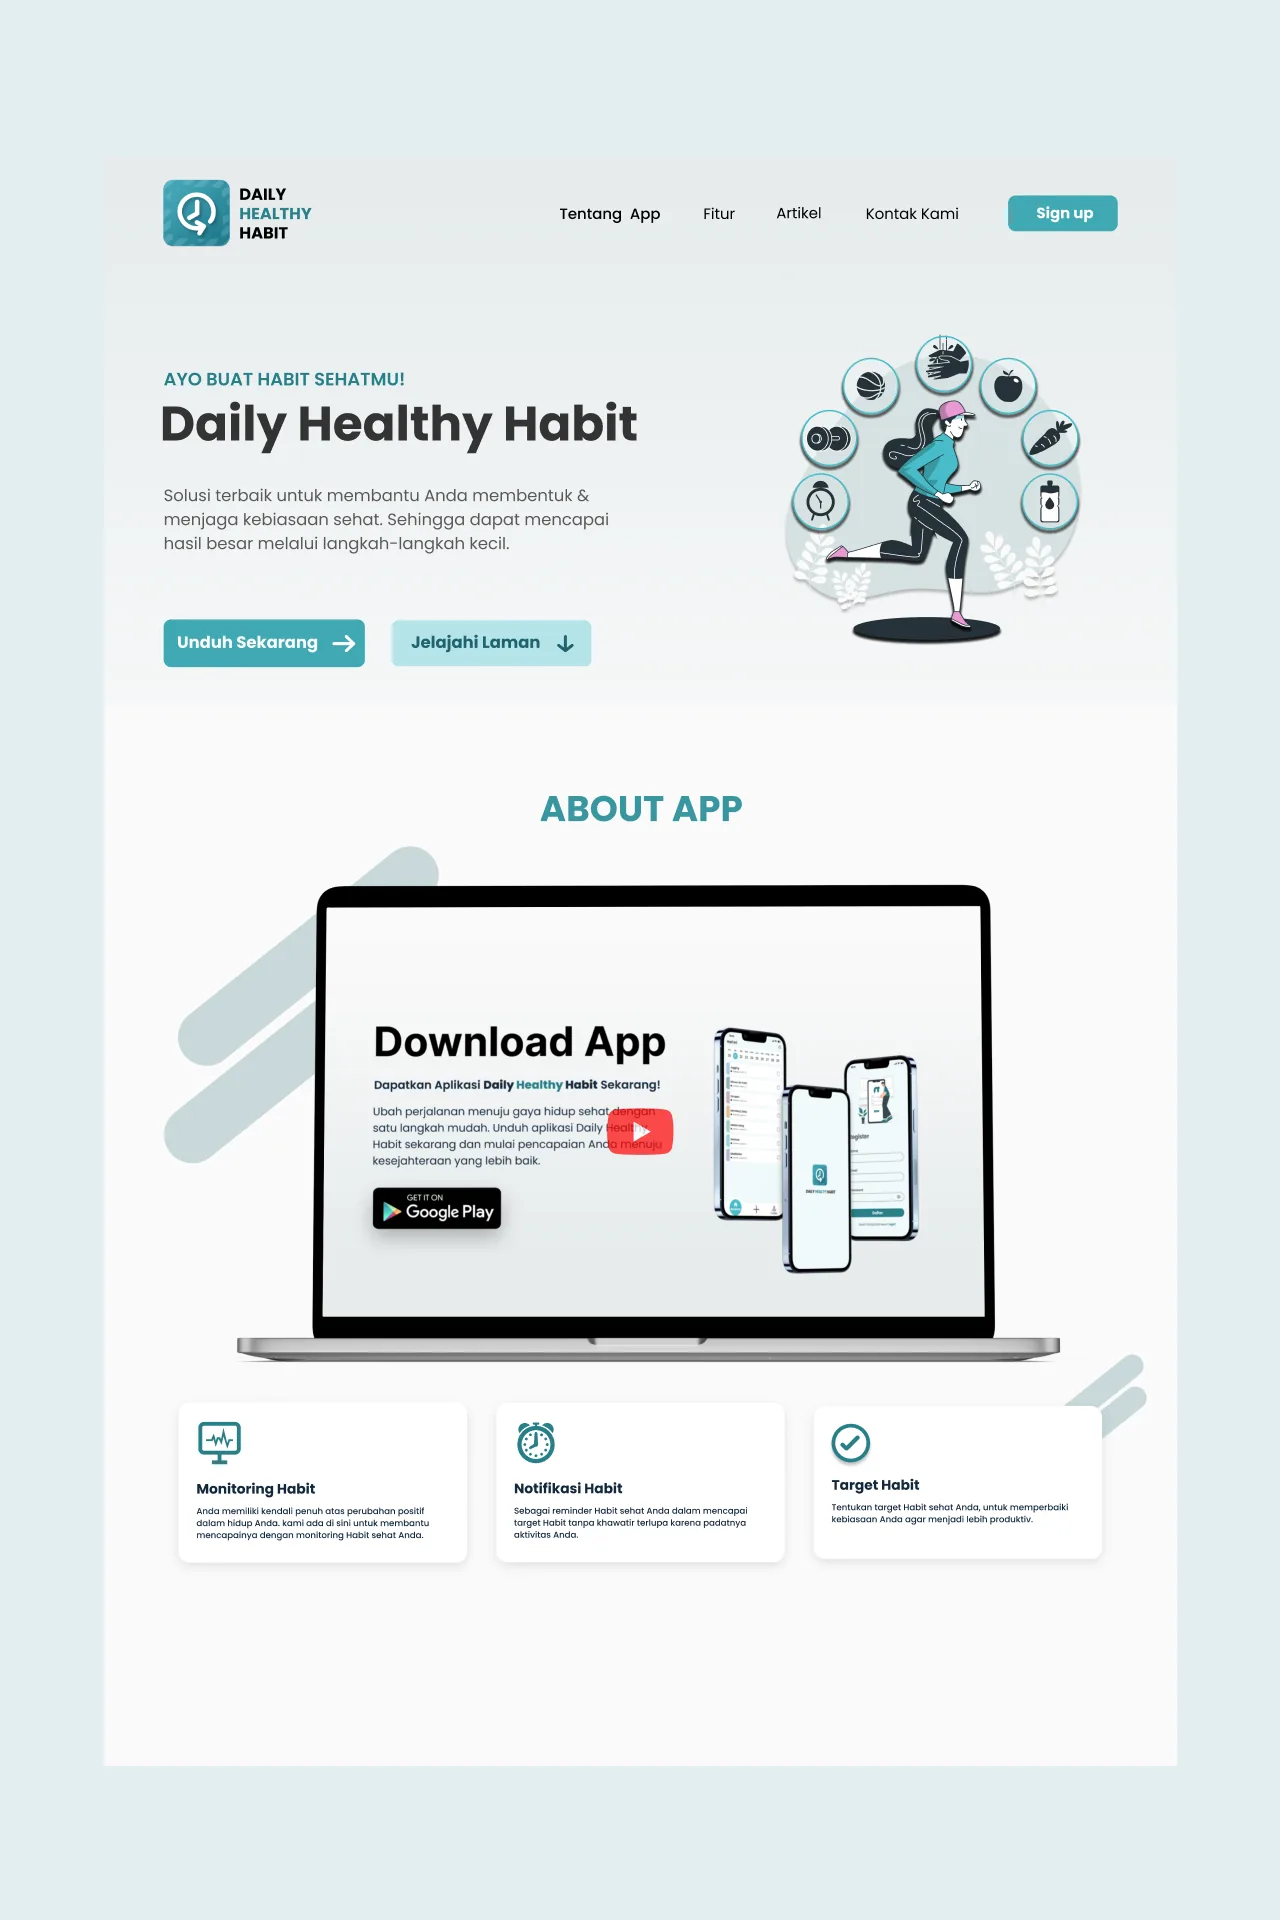 DAILY
HEALTHY
HABIT
Tentang App
Fitur
Artikel
Kontak Kami
Sign up
AYO BUAT HABIT SEHATMU!
Daily Healthy Habit
Solusi terbaik untuk membantu Anda membentuk &
menjaga kebiasaan sehat. Sehingga dapat mencapai
hasil besar melalui langkah-langkah kecil.
Unduh Sekarang
Jelajahi Laman
ABOUT APP
Download App
Dapatkan Aplikasi Daily Healthy Habit Sekarang!
Ubah perjalanan menuju gaya hidup sehat dengan
satu langkah mudah. Unduh aplikasi Daily Healthy
Habit sekarang dan mulai pencapaian Anda menuju
kesejahteraan yang lebih baik.
GET IT ON
Google Play
DAILY HEALTHY HABIT
Register
Monitoring Habit
Anda memiliki kendali penuh atas perubahan positif
dalam hidup Anda. kami ada di sini untuk membantu
mencapainya dengan monitoring Habit sehat Anda.
Notifikasi Habit
Sebagai reminder Habit sehat Anda dalam mencapai
target Habit tanpa khawatir terlupa karena padatnya
aktivitas Anda.
Target Habit
Tentukan target Habit sehat Anda, untuk memperbaiki
kebiasaan Anda agar menjadi lebih produktiv.